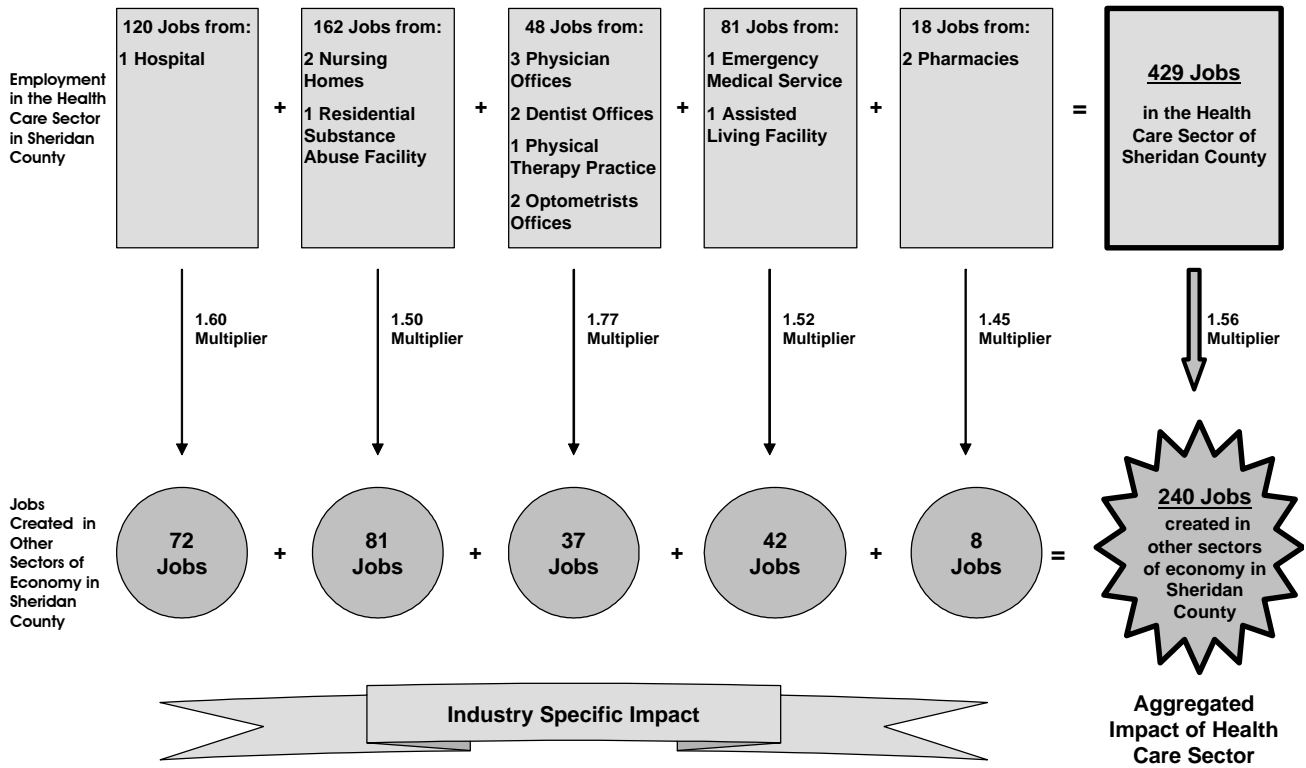 Employment
in the Health
Care Sector
in Sheridan
County
120 Jobs from:
1 Hospital
+
162 Jobs from:
2 Nursing
Homes
1 Residential
Substance
Abuse Facility
+
48 Jobs from:
3 Physician
Offices
2 Dentist Offices
1 Physical
Therapy Practice
2 Optometrists
Offices
+
81 Jobs from:
1 Emergency
Medical Service
1 Assisted
Living Facility
+
18 Jobs from:
2 Pharmacies
=
429 Jobs
in the Health
Care Sector of
Sheridan County
1.60
Multiplier
1.50
Multiplier
1.77
Multiplier
1.52
Multiplier
1.45
Multiplier
1.56
Multiplier
Jobs
Created in
Other
Sectors of
Economy in
Sheridan
County
72
Jobs
+
81
Jobs
+
37
Jobs
+
42
Jobs
+
8
Jobs
=
240 Jobs
created in
other sectors
of economy in
Sheridan
County
Industry Specific Impact
Aggregated
Impact of Health
Care Sector